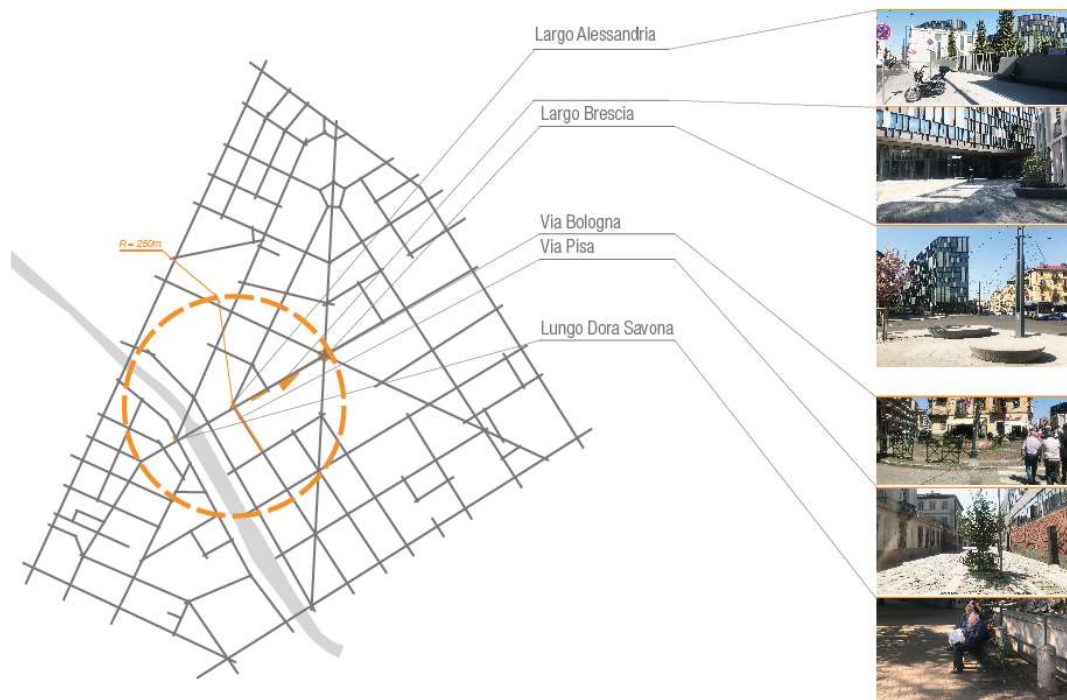 Largo Alessandria
Largo Brescia
Via Bologna
Via Pisa
R= 250m
Lungo Dora Savona